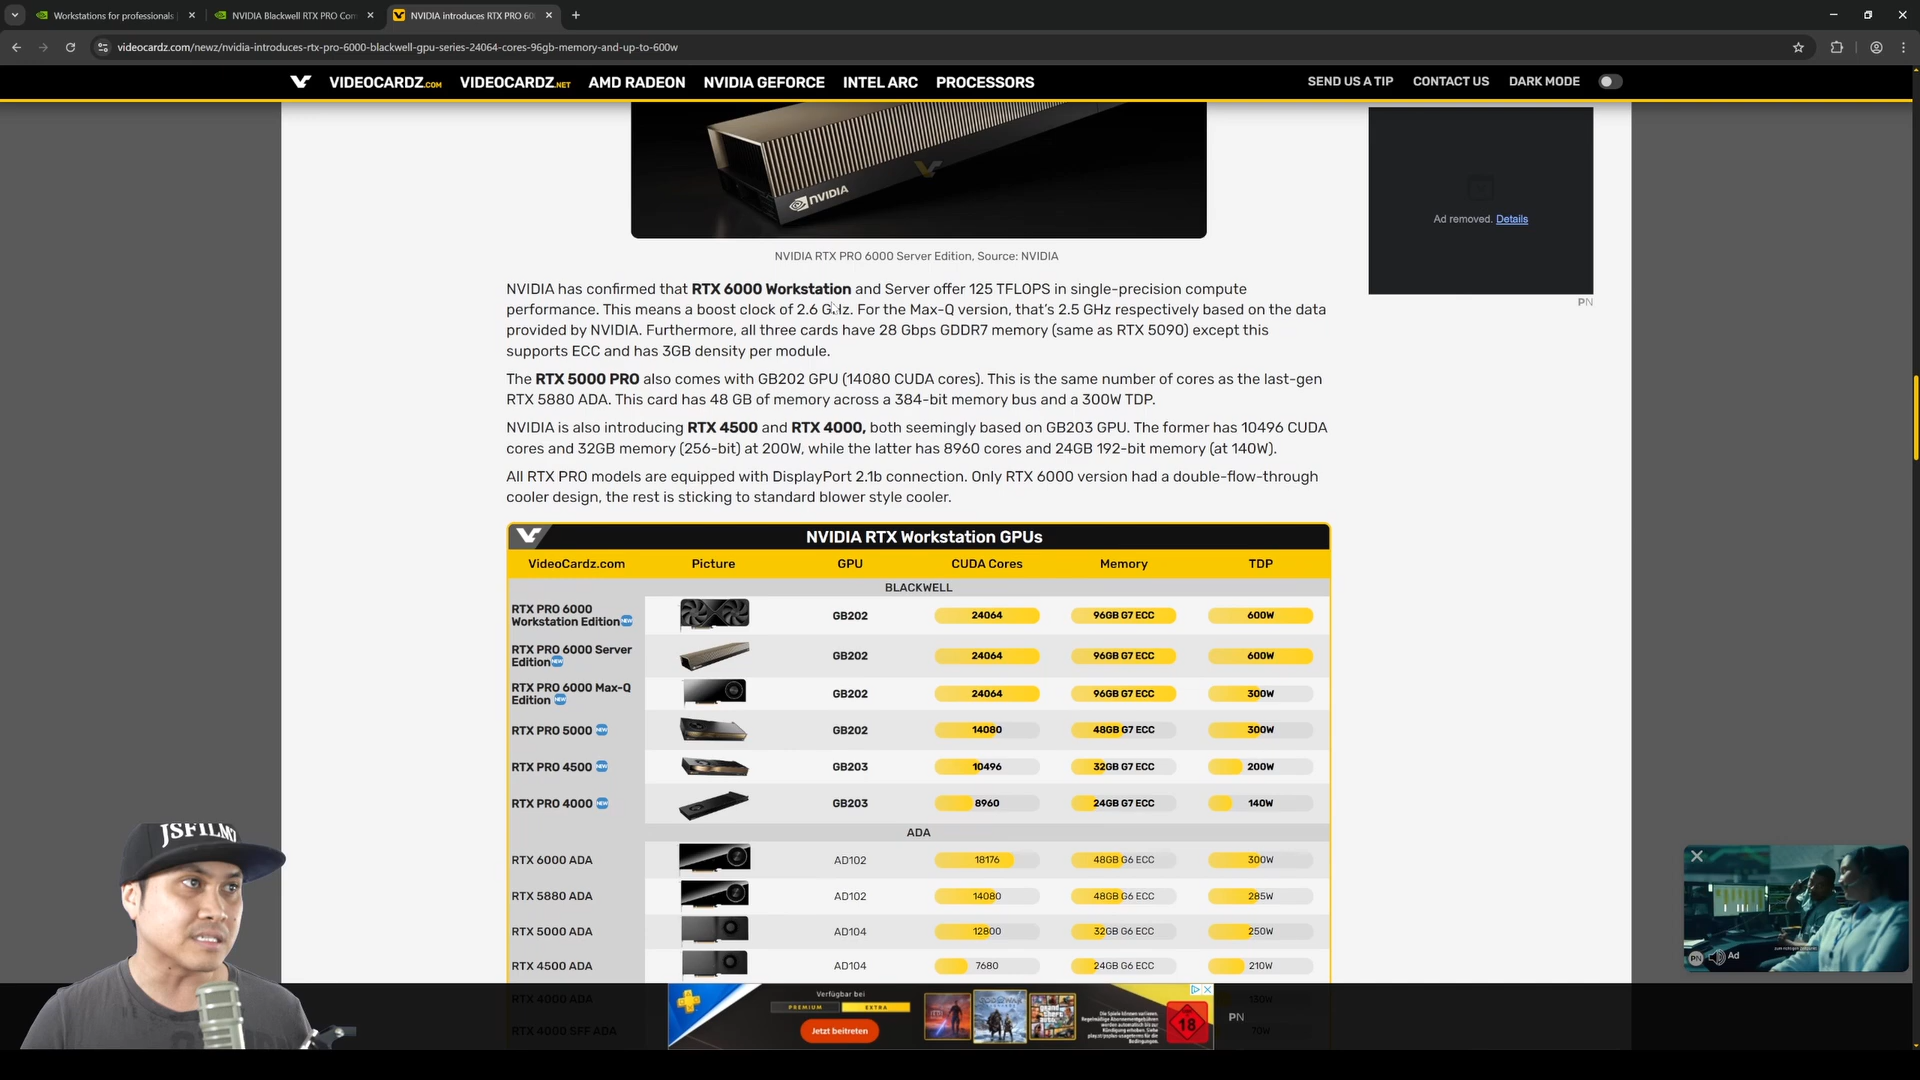 Workstations for professionals
NVIDIA Blackwell RTX PRO Com
NVIDIA introduces RTX PRO 60
videocardz.com/newz/nvidia-introduces-rtx-pro-6000-blackwell-gpu-series-24064-cores-96gb-memory-and-up-to-600w
VIDEOCARDZ.COM
VIDEOCARDZ.NET
AMD RADEON
NVIDIA GEFORCE
INTEL ARC
PROCESSORS
SEND US A TIP
CONTACT US
DARK MODE
NVIDIA
Ad removed. Details
PN
NVIDIA RTX PRO 6000 Server Edition, Source: NVIDIA
NVIDIA has confirmed that RTX 6000 Workstation and Server offer 125 TFLOPS in single-precision compute
performance. This means a boost clock of 2.6 GHz. For the Max-Q version, that's 2.5 GHz respectively based on the data
provided by NVIDIA. Furthermore, all three cards have 28 Gbps GDDR7 memory (same as RTX 5090) except this
supports ECC and has 3GB density per module.
The RTX 5000 PRO also comes with GB202 GPU (14080 CUDA cores). This is the same number of cores as the last-gen
RTX 5880 ADA. This card has 48 GB of memory across a 384-bit memory bus and a 300W TDP.
NVIDIA is also introducing RTX 4500 and RTX 4000, both seemingly based on GB203 GPU. The former has 10496 CUDA
cores and 32GB memory (256-bit) at 200W, while the latter has 8960 cores and 24GB 192-bit memory (at 140W).
All RTX PRO models are equipped with DisplayPort 2.1b connection. Only RTX 6000 version had a double-flow-through
cooler design, the rest is sticking to standard blower style cooler.
NVIDIA RTX Workstation GPUs
VideoCardz.com Picture GPU CUDA Cores Memory TDP
BLACKWELL
RTX PRO 6000
Workstation Edition NEW GB202 24064 96GB G7 ECC 600W
RTX PRO 6000 Server
Edition NEW GB202 24064 96GB G7 ECC 600W
RTX PRO 6000 Max-Q
Edition NEW GB202 24064 96GB G7 ECC 300W
RTX PRO 5000 NEW GB202 14080 48GB G7 ECC 300W
RTX PRO 4500 NEW GB203 10496 32GB G7 ECC 200W
RTX PRO 4000 NEW GB203 8960 24GB G7 ECC 140W
ADA
RTX 6000 ADA AD102 18176 48GB G6 ECC 300W
RTX 5880 ADA AD102 14080 48GB G6 ECC 285W
RTX 5000 ADA AD104 12800 32GB G6 ECC 250W
RTX 4500 ADA AD104 7680 24GB G6 ECC 210W
RTX 4000 ADA 130W
RTX 4000 SFF ADA 70W
JSFILMZ
PN Ad
Verfügbar bei
PREMIUM EXTRA
Jetzt beitreten
18
PN